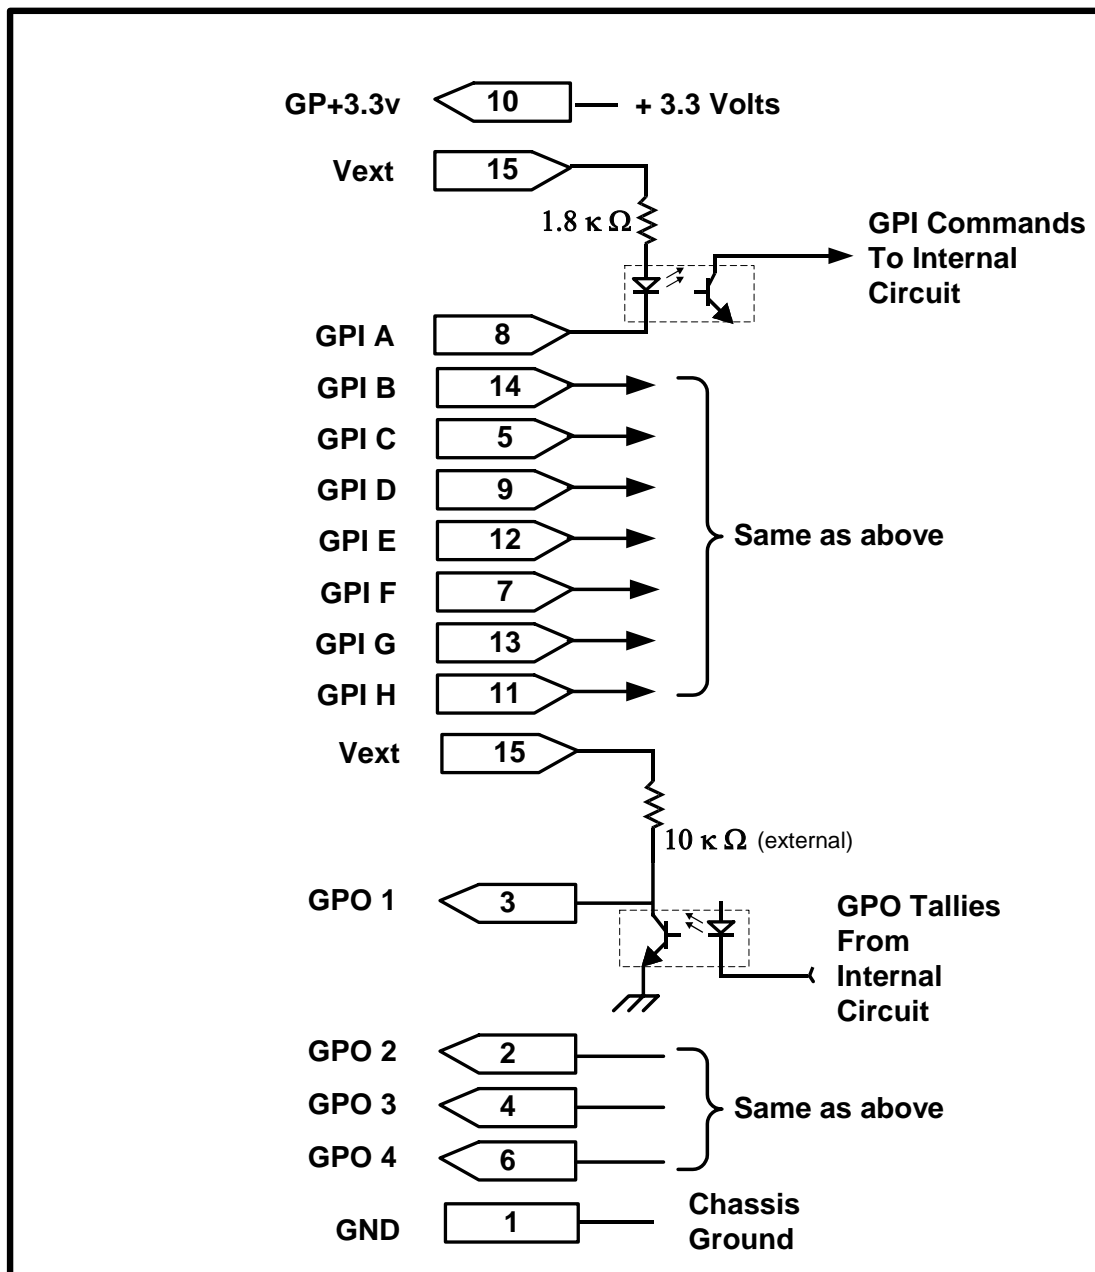 GP+3.3v 10 + 3.3 Volts
Vext 15
1.8 κ Ω
GPI Commands
To Internal
Circuit
GPI A 8
GPI B 14
GPI C 5
GPI D 9
GPI E 12
Same as above
GPI F 7
GPI G 13
GPI H 11
Vext 15
10 κ Ω (external)
GPO 1 3
GPO Tallies
From
Internal
Circuit
GPO 2 2
GPO 3 4
Same as above
GPO 4 6
GND 1
Chassis
Ground